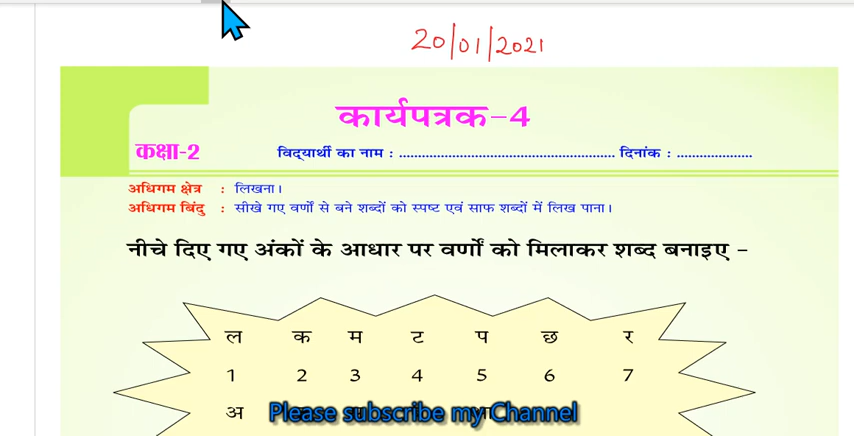 20/01/2021
कार्यपत्रक-4
कक्षा-2 विद्यार्थी का नाम : .......................................................... दिनांक : ....................
अधिगम क्षेत्र : लिखना।
अधिगम बिंदु : सीखे गए वर्णों से बने शब्दों को स्पष्ट एवं साफ शब्दों में लिख पाना।
नीचे दिए गए अंकों के आधार पर वर्णों को मिलाकर शब्द बनाइए -
ल क म ट प छ र
1 2 3 4 5 6 7
अ
Please subscribe my Channel